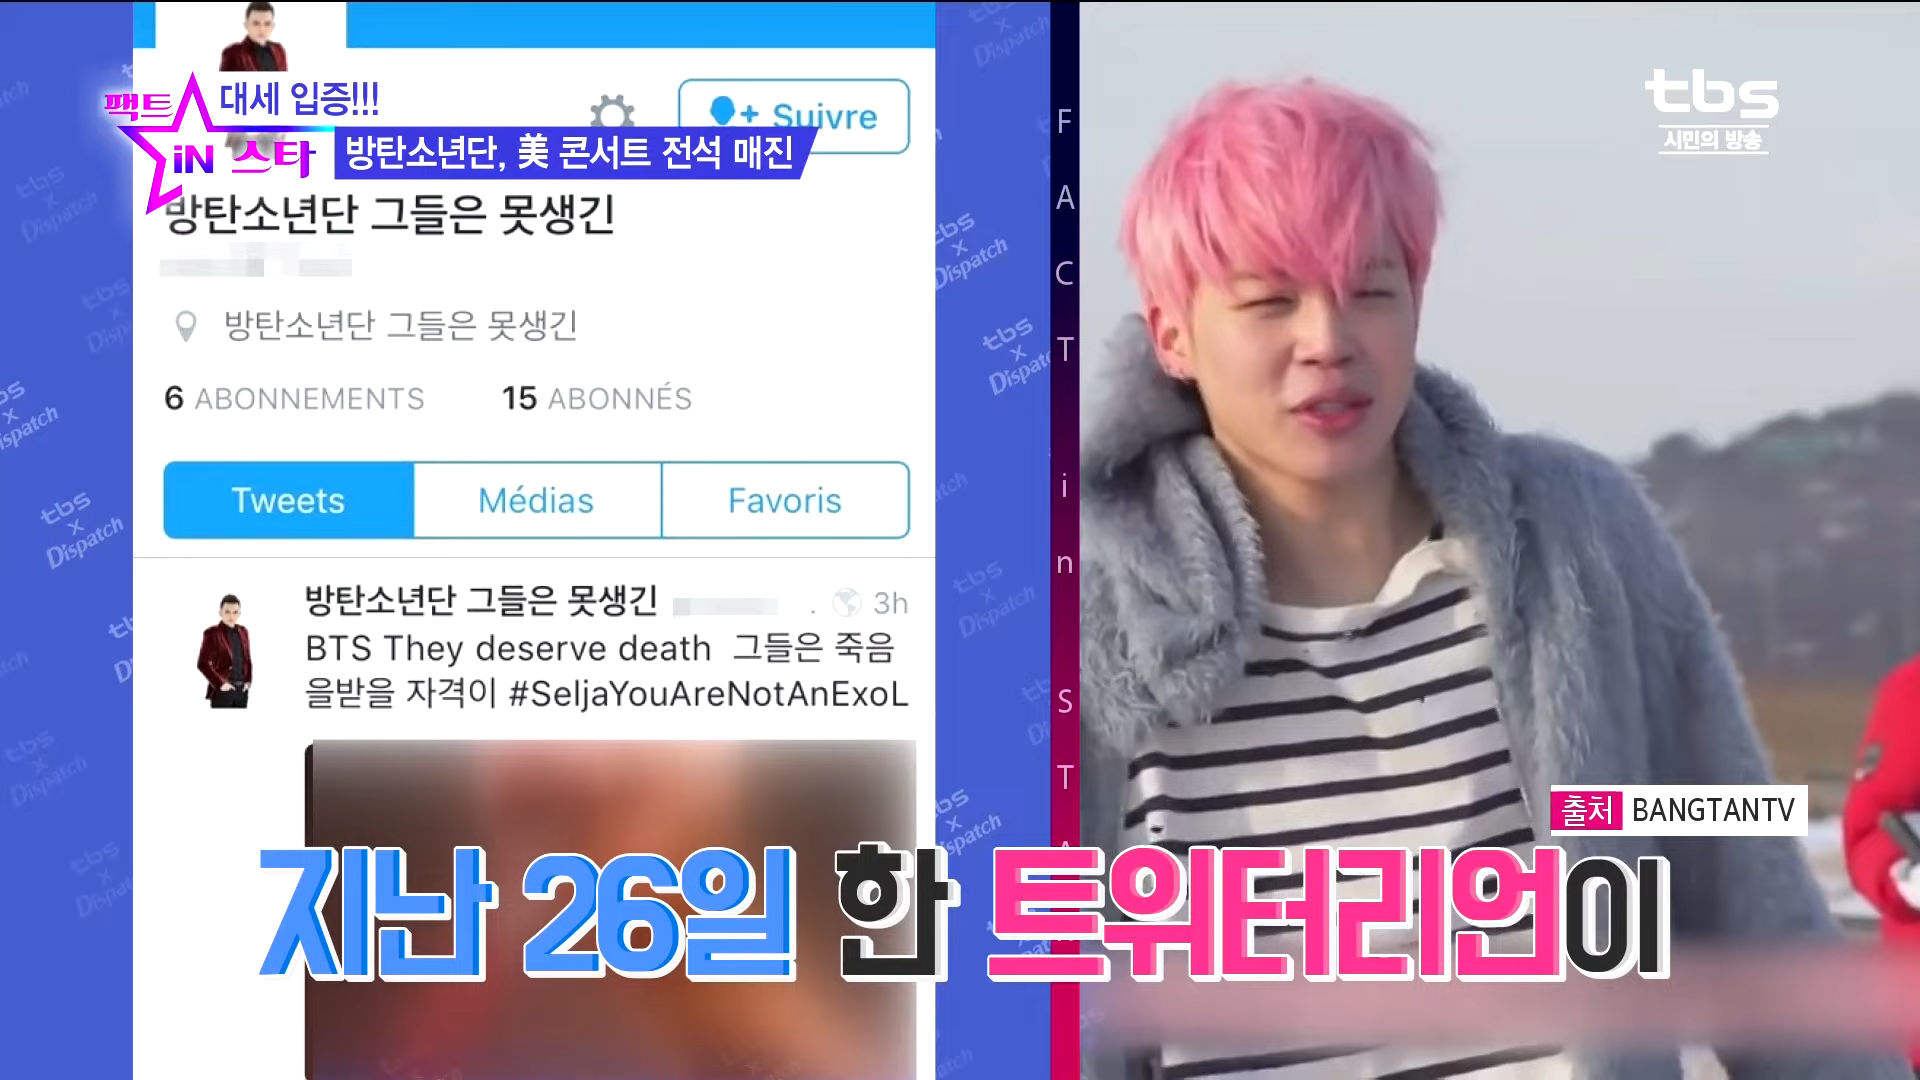 팩트 iN 스타
대세 입증!!!
방탄소년단, 美 콘서트 전석 매진
Suivre
방탄소년단 그들은 못생긴
방탄소년단 그들은 못생긴
6 ABONNEMENTS 15 ABONNÉS
Tweets Médias Favoris
방탄소년단 그들은 못생긴 . 3h
BTS They deserve death 그들은 죽음
을받을 자격이 #SeljaYouAreNotAnExoL
FACT in STA
tbs
시민의 방송
출처 BANGTANTV
지난 26일 한 트위터리언이
tbs
x
Dispatch